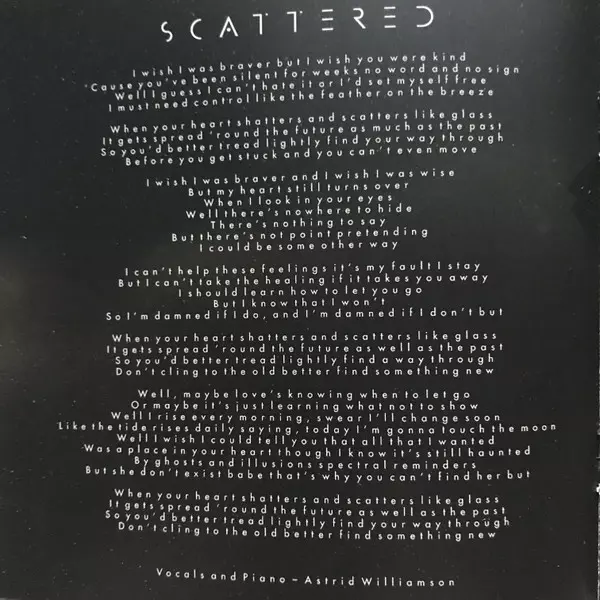 SCATTERED
I wish I was braver but I wish you were kind
'Cause you've been silent for weeks no word and no sign
Well I guess I can't hate it or I'd set myself free
I must need control like the feather on the breeze
When your heart shatters and scatters like glass
It gets spread 'round the future as much as the past
So you'd better tread lightly find your way through
Before you get stuck and you can't even move
I wish I was braver and I wish I was wise
But my heart still turns over
When I look in your eyes
Well there's nowhere to hide
There's nothing to say
But there's not point pretending
I could be some other way
I can't help these feelings it's my fault I stay
But I can't take the healing if it takes you away
I should learn how to let you go
But I know that I won't
So I'm damned if I do, and I'm damned if I don't but
When your heart shatters and scatters like glass
It gets spread 'round the future as well as the past
So you'd better tread lightly find a way through
Don't cling to the old better find something new
Well, maybe love's knowing when to let go
Or maybe it's just learning what not to show
Well I rise every morning, swear I'll change soon
Like the tide rises daily saying, today I'm gonna touch the moon
Well I wish I could tell you that all that I wanted
Was a place in your heart though I know it's still haunted
By ghosts and illusions spectral reminders
But she don't exist babe that's why you can't find her but
When your heart shatters and scatters like glass
It gets spread 'round the future as well as the past
So you'd better tread lightly find your way through
Don't cling to the old better find something new
Vocals and Piano – Astrid Williamson